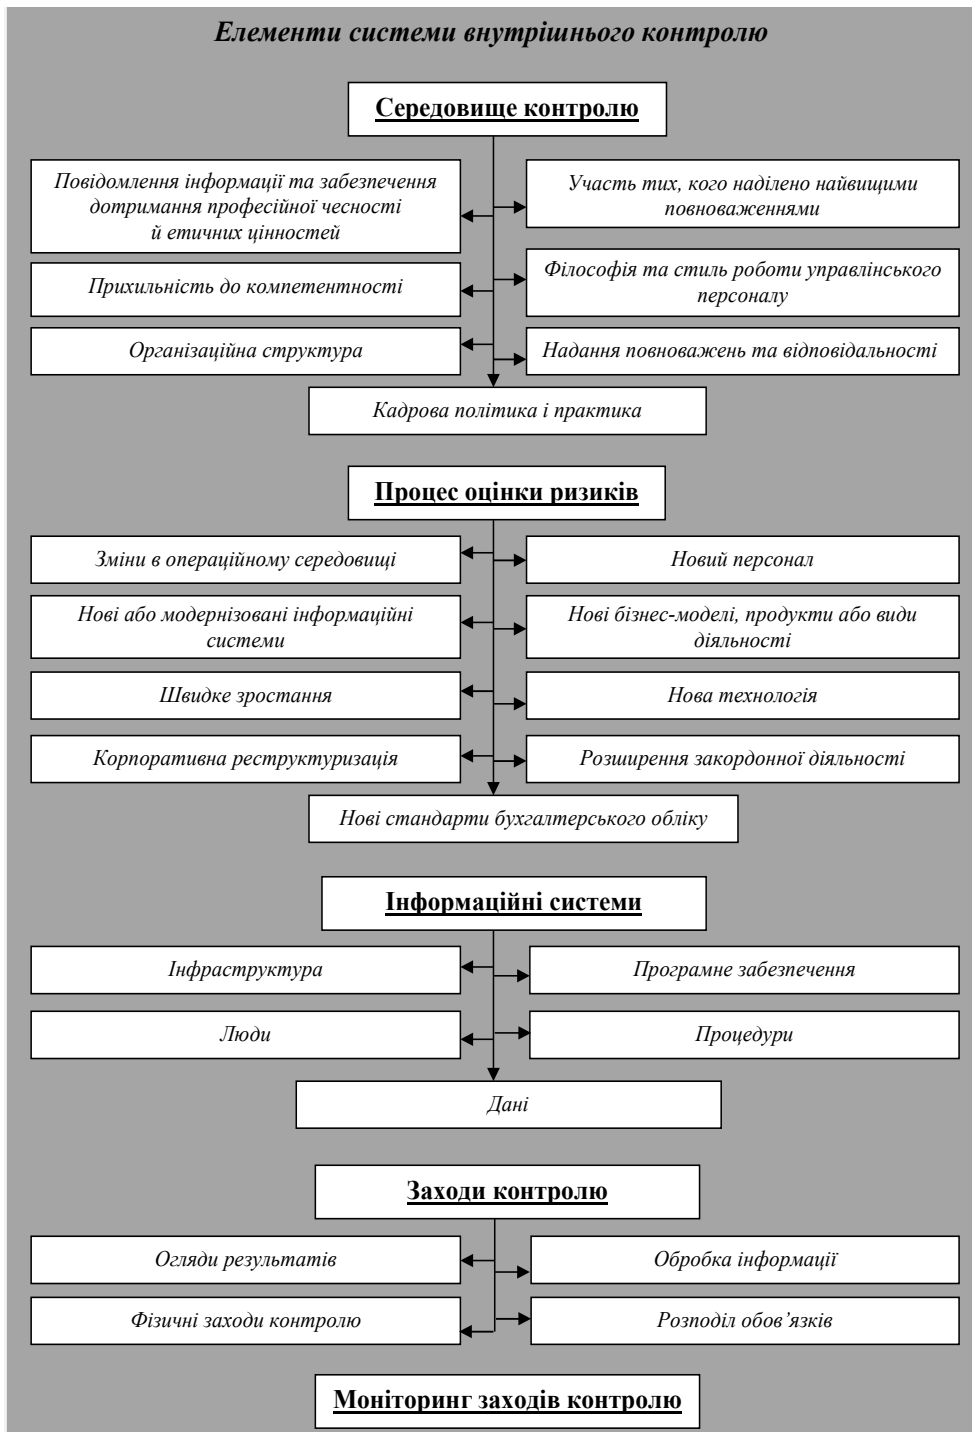 Елементи системи внутрішнього контролю
Середовище контролю
Повідомлення інформації та забезпечення
дотримання професійної чесності
й етичних цінностей
Участь тих, кого наділено найвищими
повноваженнями
Прихильність до компетентності
Філософія та стиль роботи управлінського
персоналу
Організаційна структура
Надання повноважень та відповідальності
Кадрова політика і практика
Процес оцінки ризиків
Зміни в операційному середовищі
Новий персонал
Нові або модернізовані інформаційні
системи
Нові бізнес-моделі, продукти або види
діяльності
Швидке зростання
Нова технологія
Корпоративна реструктуризація
Розширення закордонної діяльності
Нові стандарти бухгалтерського обліку
Інформаційні системи
Інфраструктура
Програмне забезпечення
Люди
Процедури
Дані
Заходи контролю
Огляди результатів
Обробка інформації
Фізичні заходи контролю
Розподіл обов’язків
Моніторинг заходів контролю